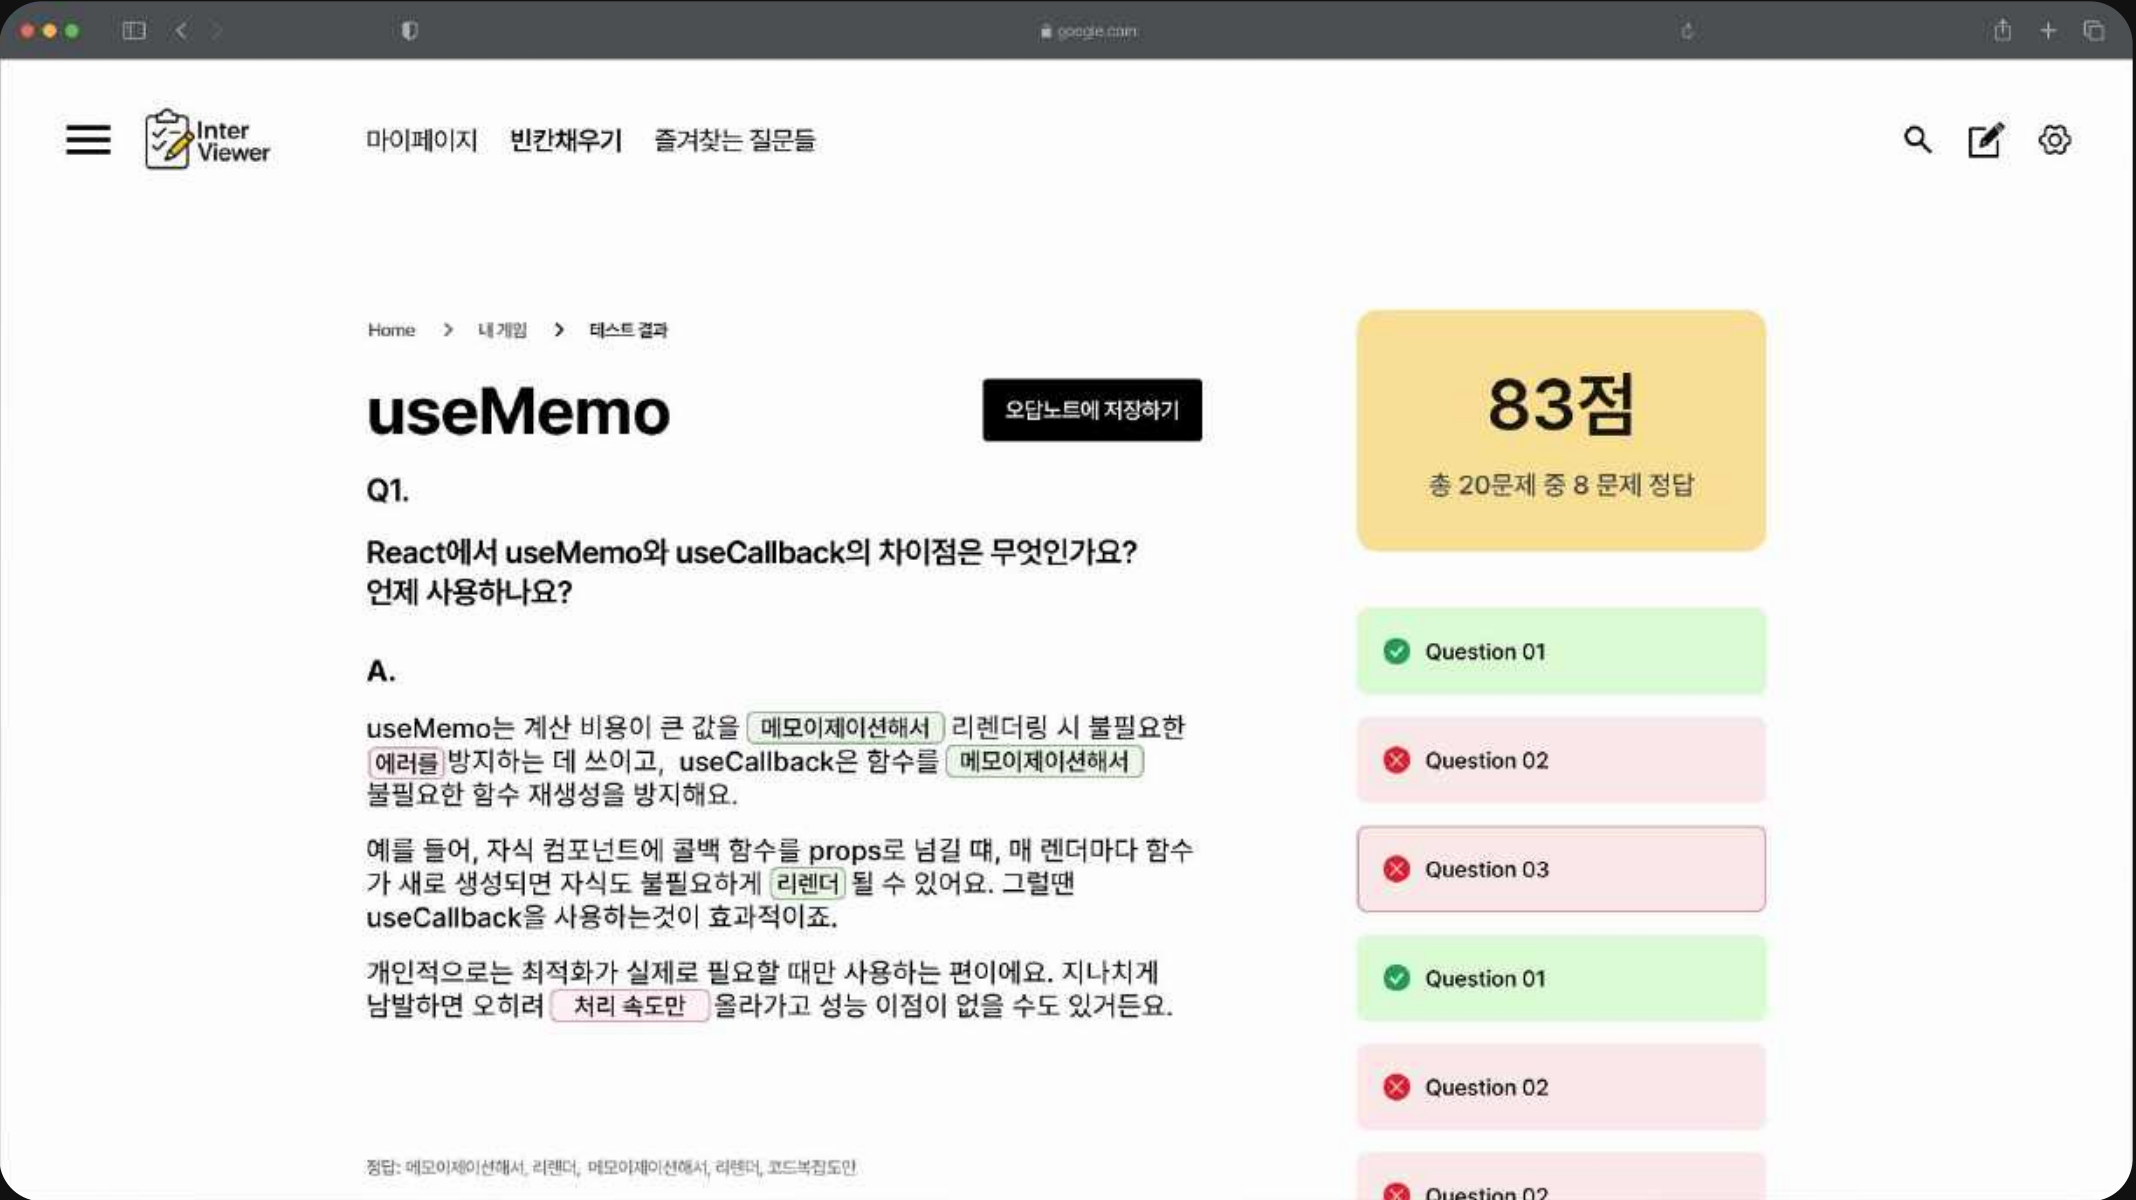 google.com
Inter
Viewer
마이페이지 빈칸채우기 즐겨찾는 질문들
Home > 내 게임 > 테스트 결과
useMemo
오답노트에 저장하기
Q1.
React에서 useMemo와 useCallback의 차이점은 무엇인가요?
언제 사용하나요?
A.
useMemo는 계산 비용이 큰 값을 메모이제이션해서 리렌더링 시 불필요한
에러를 방지하는 데 쓰이고, useCallback은 함수를 메모이제이션해서
불필요한 함수 재생성을 방지해요.
예를 들어, 자식 컴포넌트에 콜백 함수를 props로 넘길 떄, 매 렌더마다 함수
가 새로 생성되면 자식도 불필요하게 리렌더 될 수 있어요. 그럴땐
useCallback을 사용하는것이 효과적이죠.
개인적으로는 최적화가 실제로 필요할 때만 사용하는 편이에요. 지나치게
남발하면 오히려 처리 속도만 올라가고 성능 이점이 없을 수도 있거든요.
정답: 메모이제이션해서, 리렌더, 메모이제이션해서, 리렌더, 코드복잡도만
83점
총 20문제 중 8 문제 정답
Question 01
Question 02
Question 03
Question 01
Question 02
Question 02